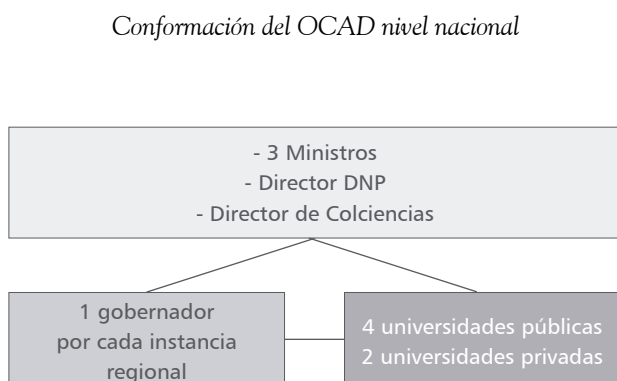 Conformación del OCAD nivel nacional
- 3 Ministros
- Director DNP
- Director de Colciencias
1 gobernador
por cada instancia
regional
4 universidades públicas
2 universidades privadas